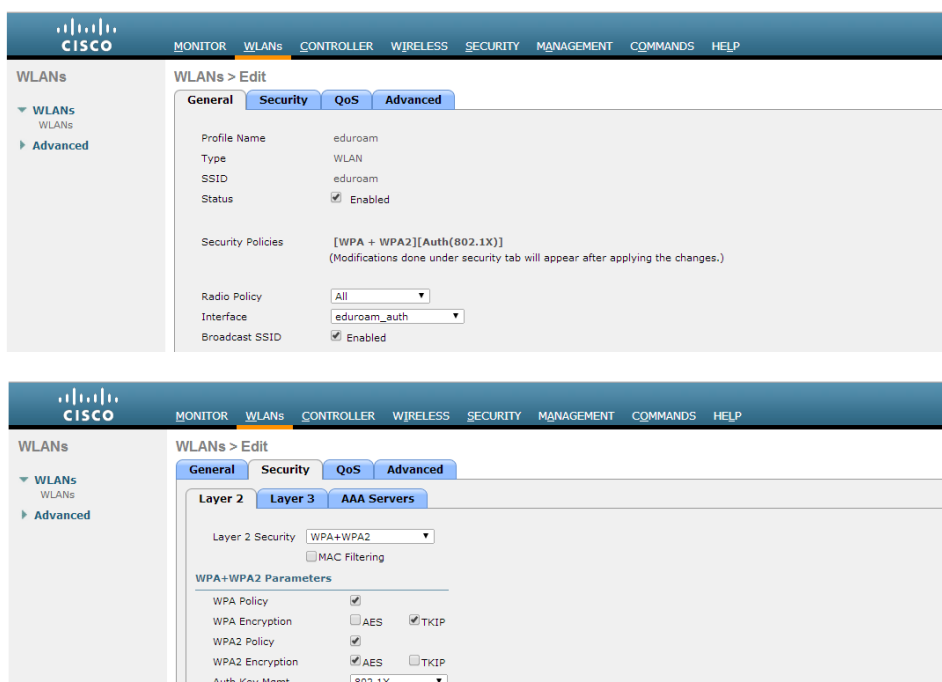 CISCO
MONITOR WLANs CONTROLLER WIRELESS SECURITY MANAGEMENT COMMANDS HELP
WLANs
WLANs
WLANs
Advanced
WLANs > Edit
General Security QoS Advanced
Profile Name eduroam
Type WLAN
SSID eduroam
Status Enabled
Security Policies [WPA + WPA2][Auth(802.1X)]
(Modifications done under security tab will appear after applying the changes.)
Radio Policy All
Interface eduroam_auth
Broadcast SSID Enabled
CISCO
MONITOR WLANs CONTROLLER WIRELESS SECURITY MANAGEMENT COMMANDS HELP
WLANs
WLANs
WLANs
Advanced
WLANs > Edit
General Security QoS Advanced
Layer 2 Layer 3 AAA Servers
Layer 2 Security WPA+WPA2
MAC Filtering
WPA+WPA2 Parameters
WPA Policy
WPA Encryption AES TKIP
WPA2 Policy
WPA2 Encryption AES TKIP
Auth Key Mgmt 802.1X